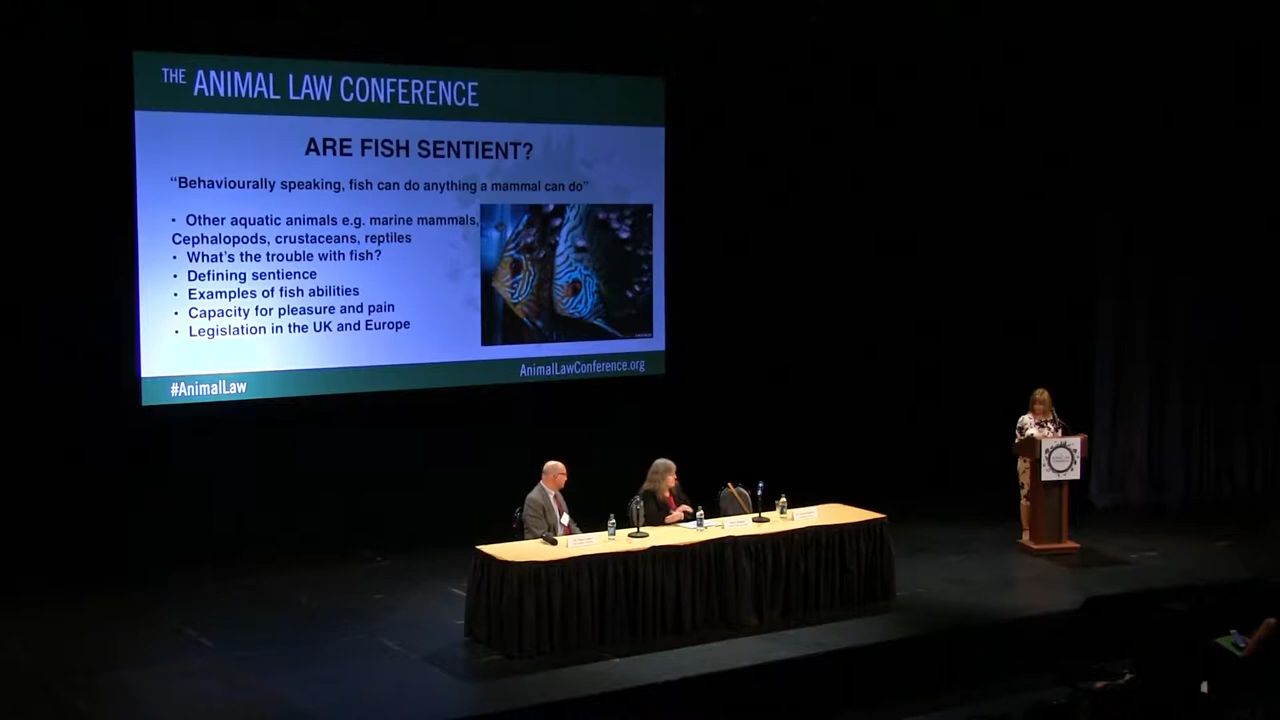 THE ANIMAL LAW CONFERENCE
ARE FISH SENTIENT?
“Behaviourally speaking, fish can do anything a mammal can do”
• Other aquatic animals e.g. marine mammals,
Cephalopods, crustaceans, reptiles
• What's the trouble with fish?
• Defining sentience
• Examples of fish abilities
• Capacity for pleasure and pain
• Legislation in the UK and Europe
#AnimalLaw
AnimalLawConference.org